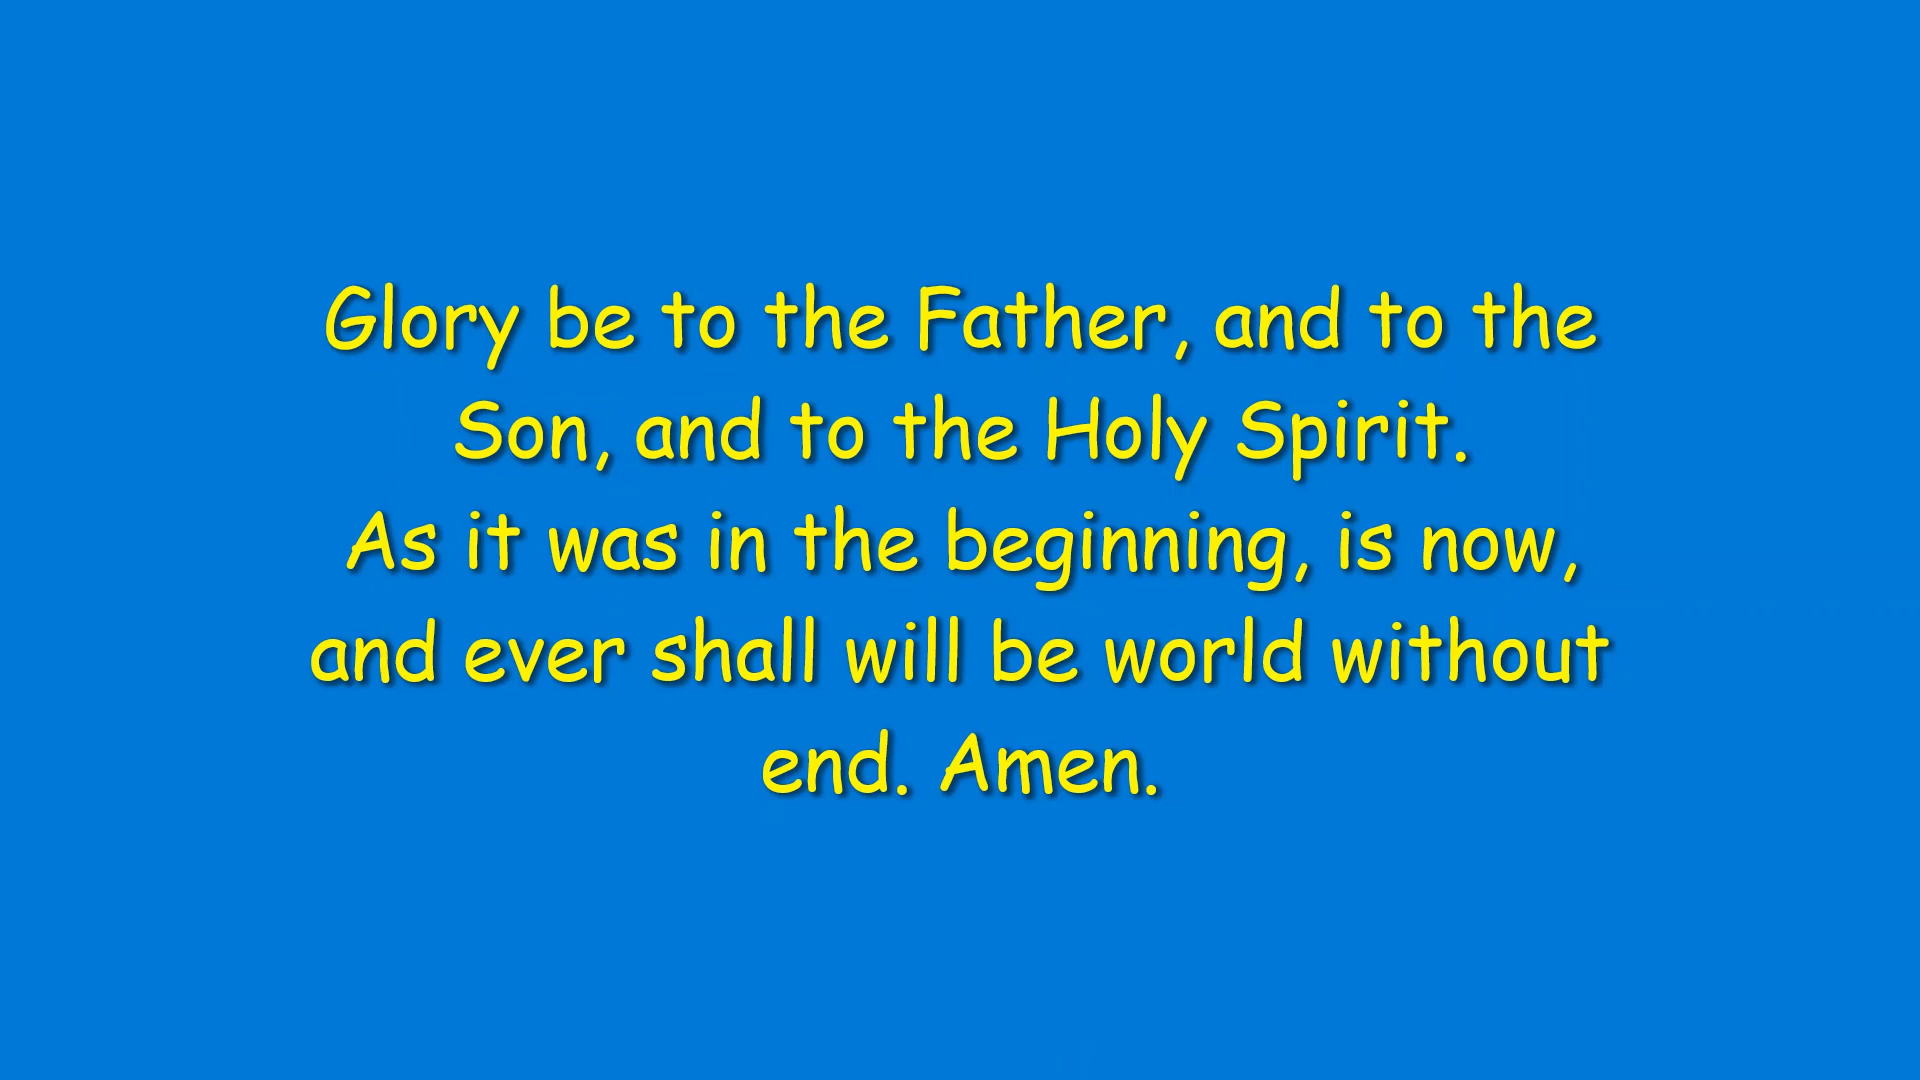 Glory be to the Father, and to the
Son, and to the Holy Spirit.
As it was in the beginning, is now,
and ever shall will be world without
end. Amen.